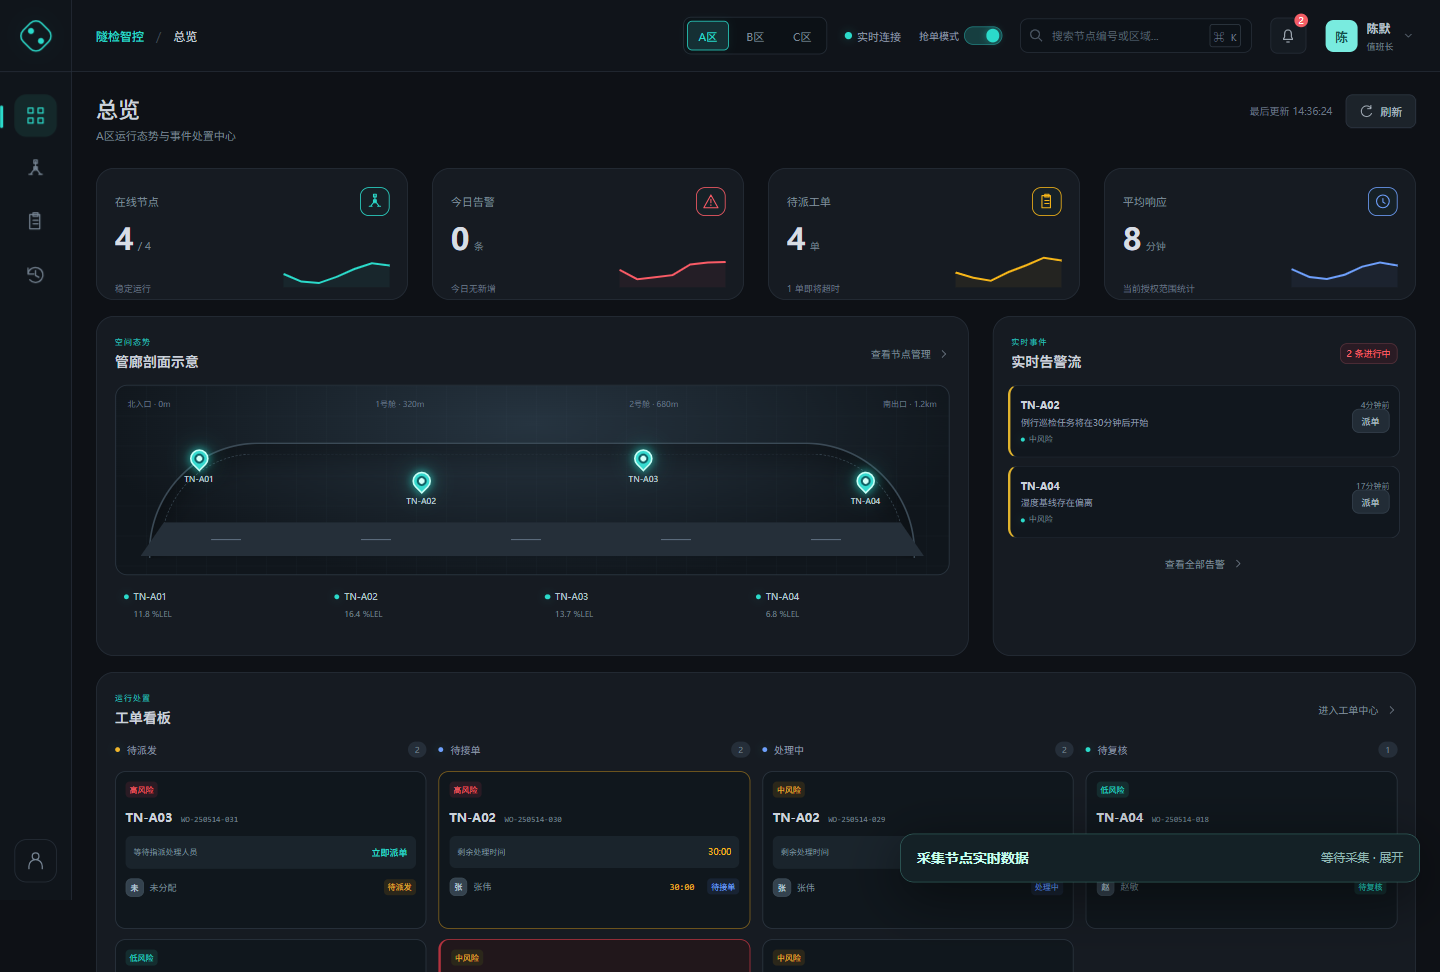 隧检智控 / 总览
A区 B区 C区
实时连接
抢单模式
搜索节点编号或区域...
⌘ K
2
陈
陈默
值班长
总览
A区运行态势与事件处置中心
最后更新 14:36:24
刷新
在线节点
4 / 4
稳定运行
今日告警
0 条
今日无新增
待派工单
4 单
1 单即将超时
平均响应
8 分钟
当前授权范围统计
空间态势
管廊剖面示意
查看节点管理
北入口 · 0m
1号舱 · 320m
2号舱 · 680m
南出口 · 1.2km
TN-A01
TN-A02
TN-A03
TN-A04
TN-A01
11.8 %LEL
TN-A02
16.4 %LEL
TN-A03
13.7 %LEL
TN-A04
6.8 %LEL
实时事件
实时告警流
2 条进行中
TN-A02
4分钟前
例行巡检任务将在30分钟后开始
派单
中风险
TN-A04
17分钟前
湿度基线存在偏离
派单
中风险
查看全部告警
运行处置
工单看板
进入工单中心
待派发 2
待接单 2
处理中 2
待复核 1
高风险
TN-A03 WO-250514-031
等待指派处理人员 立即派单
未 未分配 待派发
高风险
TN-A02 WO-250514-030
剩余处理时间 30:00
张 张伟 30:00 待接单
中风险
TN-A02 WO-250514-029
剩余处理时间
张 张伟 处理中
低风险
TN-A04 WO-250514-018
赵 赵敏 待复核
采集节点实时数据
等待采集 · 展开
低风险
中风险
中风险